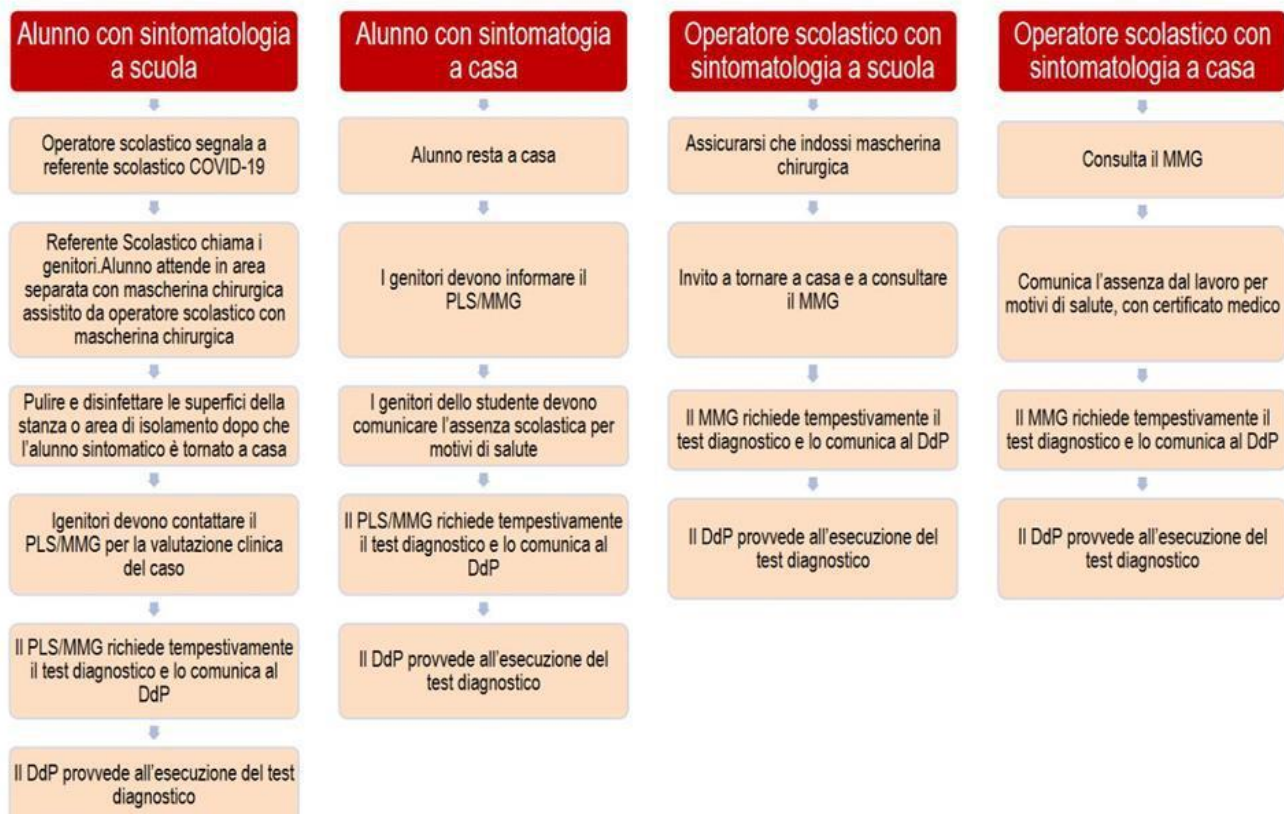 Alunno con sintomatologia
a scuola
Operatore scolastico segnala a
referente scolastico COVID-19
Referente Scolastico chiama i
genitori.Alunno attende in area
separata con mascherina chirurgica
assistito da operatore scolastico con
mascherina chirurgica
Pulire e disinfettare le superfici della
stanza o area di isolamento dopo che
l'alunno sintomatico è tornato a casa
Igenitori devono contattare il
PLS/MMG per la valutazione clinica
del caso
Il PLS/MMG richiede tempestivamente
il test diagnostico e lo comunica al
DdP
Il DdP provvede all'esecuzione del test
diagnostico
Alunno con sintomatogia
a casa
Alunno resta a casa
I genitori devono informare il
PLS/MMG
I genitori dello studente devono
comunicare l'assenza scolastica per
motivi di salute
Il PLS/MMG richiede tempestivamente
il test diagnostico e lo comunica al
DdP
Il DdP provvede all'esecuzione del
test diagnostico
Operatore scolastico con
sintomatologia a scuola
Assicurarsi che indossi mascherina
chirurgica
Invito a tornare a casa e a consultare
il MMG
Il MMG richiede tempestivamente il
test diagnostico e lo comunica al DdP
Il DdP provvede all'esecuzione del
test diagnostico
Operatore scolastico con
sintomatologia a casa
Consulta il MMG
Comunica l'assenza dal lavoro per
motivi di salute, con certificato medico
Il MMG richiede tempestivamente il
test diagnostico e lo comunica al DdP
Il DdP provvede all'esecuzione del
test diagnostico